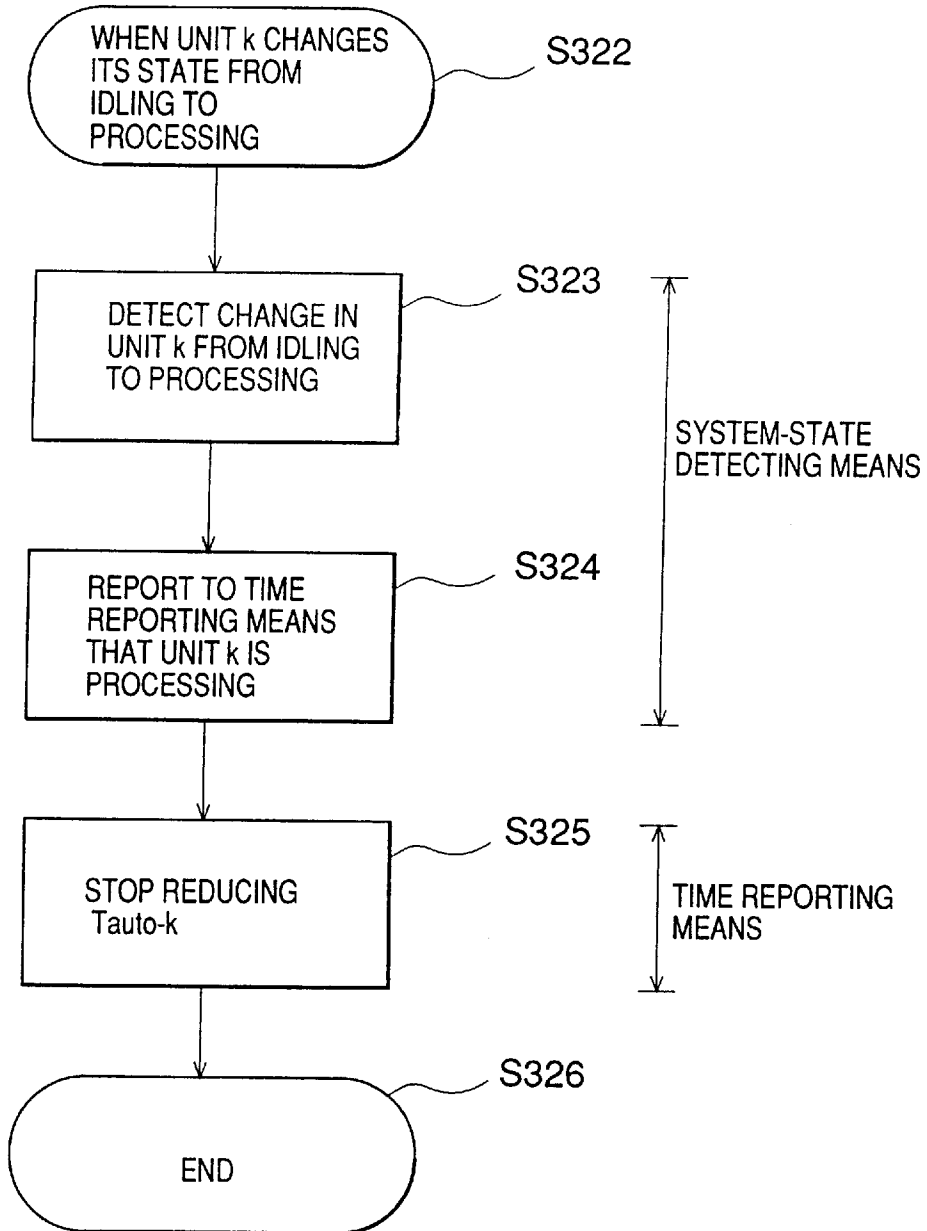 WHEN UNIT k CHANGES
ITS STATE FROM
IDLING TO
PROCESSING
S322
S323
DETECT CHANGE IN
UNIT k FROM IDLING
TO PROCESSING
SYSTEM-STATE
DETECTING MEANS
S324
REPORT TO TIME
REPORTING MEANS
THAT UNIT k IS
PROCESSING
S325
STOP REDUCING
Tauto-k
TIME REPORTING
MEANS
S326
END